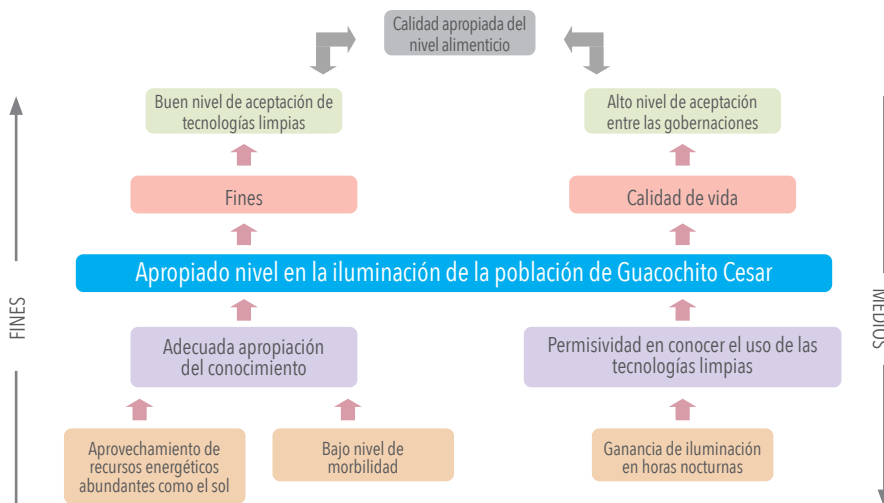 Calidad apropiada del
nivel alimenticio
Buen nivel de aceptación de
tecnologías limpias
Alto nivel de aceptación
entre las gobernaciones
Fines
Calidad de vida
Apropiado nivel en la iluminación de la población de Guacochito Cesar
FINES
MEDIOS
Adecuada apropiación
del conocimiento
Permisividad en conocer el uso de las
tecnologías limpias
Aprovechamiento de
recursos energéticos
abundantes como el sol
Bajo nivel de
morbilidad
Ganancia de iluminación
en horas nocturnas